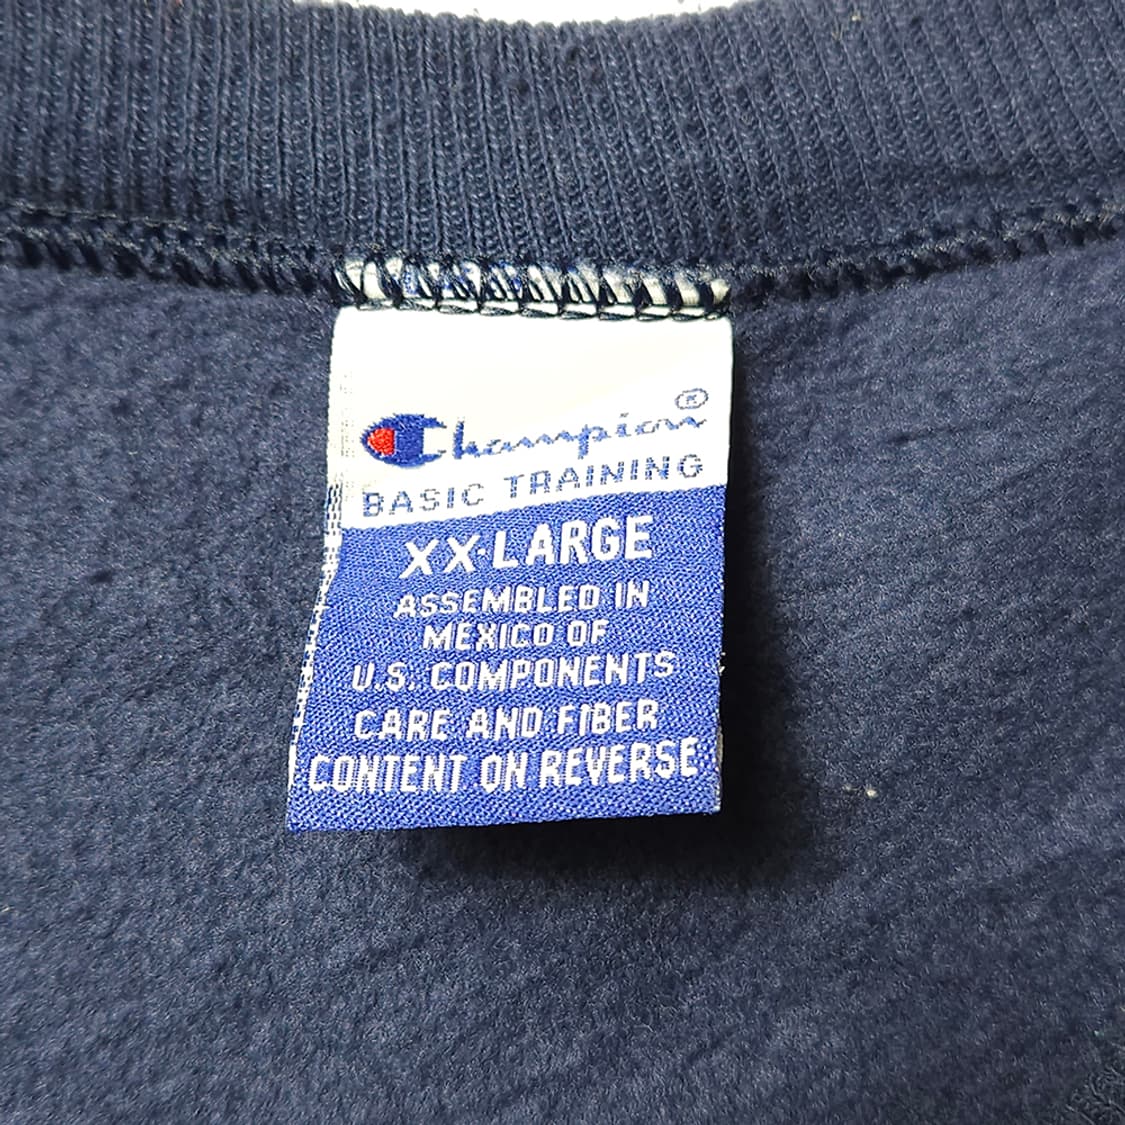 Champion®
BASIC TRAINING
XX-LARGE
ASSEMBLED IN
MEXICO OF
U.S. COMPONENTS
CARE AND FIBER
CONTENT ON REVERSE